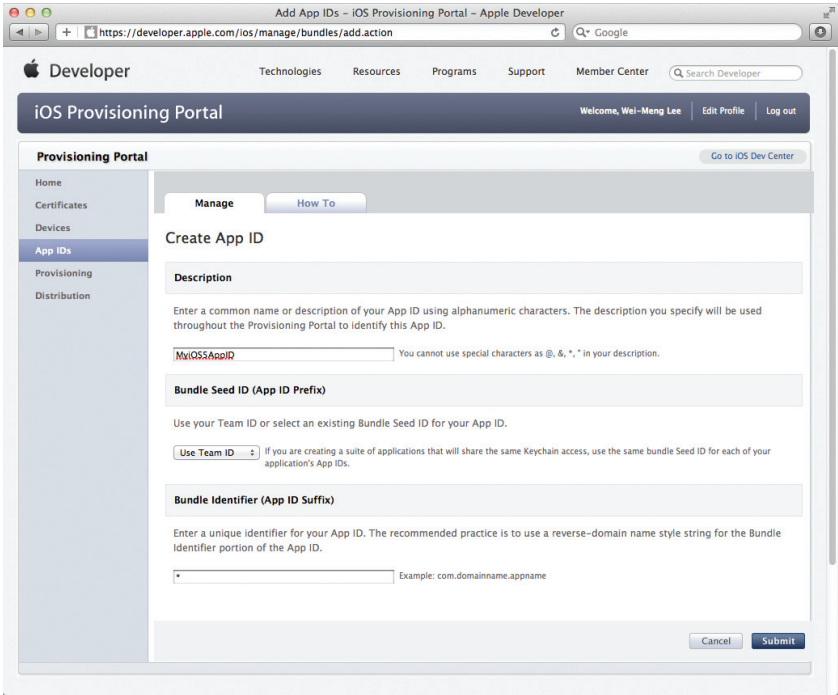 Add App IDs – iOS Provisioning Portal – Apple Developer
https://developer.apple.com/ios/manage/bundles/add.action
Google
Developer
Technologies Resources Programs Support Member Center Search Developer
iOS Provisioning Portal
Welcome, Wei-Meng Lee Edit Profile Log out
Provisioning Portal
Go to iOS Dev Center
Home
Certificates
Devices
App IDs
Provisioning
Distribution
Manage How To
Create App ID
Description
Enter a common name or description of your App ID using alphanumeric characters. The description you specify will be used
throughout the Provisioning Portal to identify this App ID.
MyiOS5AppID You cannot use special characters as @, &, *, " in your description.
Bundle Seed ID (App ID Prefix)
Use your Team ID or select an existing Bundle Seed ID for your App ID.
Use Team ID If you are creating a suite of applications that will share the same Keychain access, use the same bundle Seed ID for each of your
application's App IDs.
Bundle Identifier (App ID Suffix)
Enter a unique identifier for your App ID. The recommended practice is to use a reverse-domain name style string for the Bundle
Identifier portion of the App ID.
* Example: com.domainname.appname
Cancel Submit